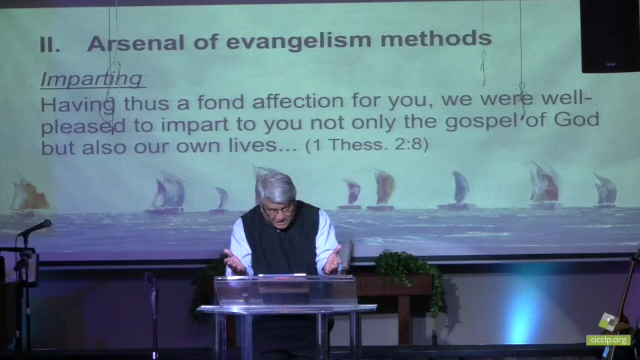 II. Arsenal of evangelism methods
Imparting
Having thus a fond affection for you, we were well-
pleased to impart to you not only the gospel of God
but also our own lives... (1 Thess. 2:8)
cicclp.org